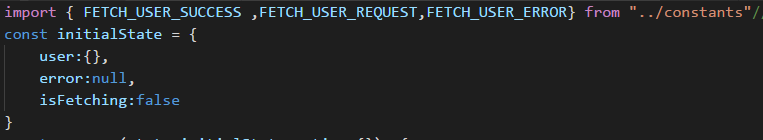 import { FETCH_USER_SUCCESS ,FETCH_USER_REQUEST,FETCH_USER_ERROR} from "../constants"//
const initialState = {
    user:{},
    error:null,
    isFetching:false
}